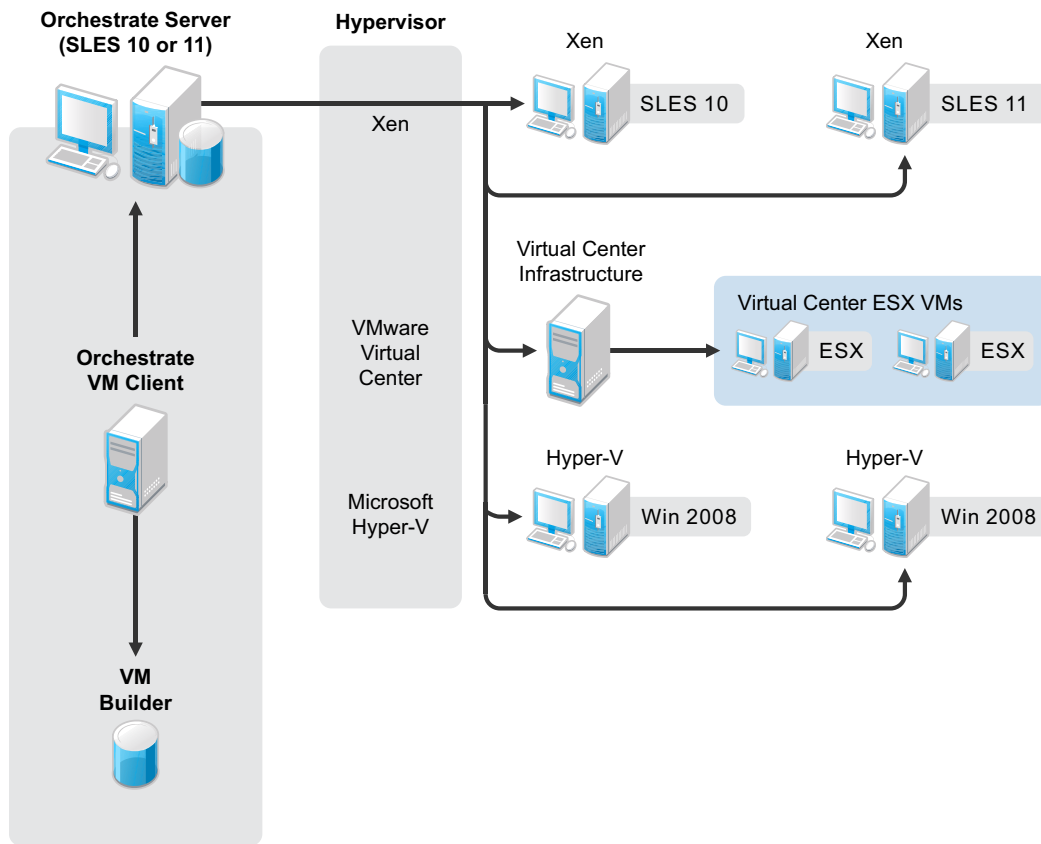 Orchestrate Server
(SLES 10 or 11)
Hypervisor
Xen
Xen
Xen
SLES 10
SLES 11
Virtual Center
Infrastructure
VMware
Virtual
Center
Virtual Center ESX VMs
ESX
ESX
Orchestrate
VM Client
Hyper-V
Hyper-V
Microsoft
Hyper-V
Win 2008
Win 2008
VM
Builder